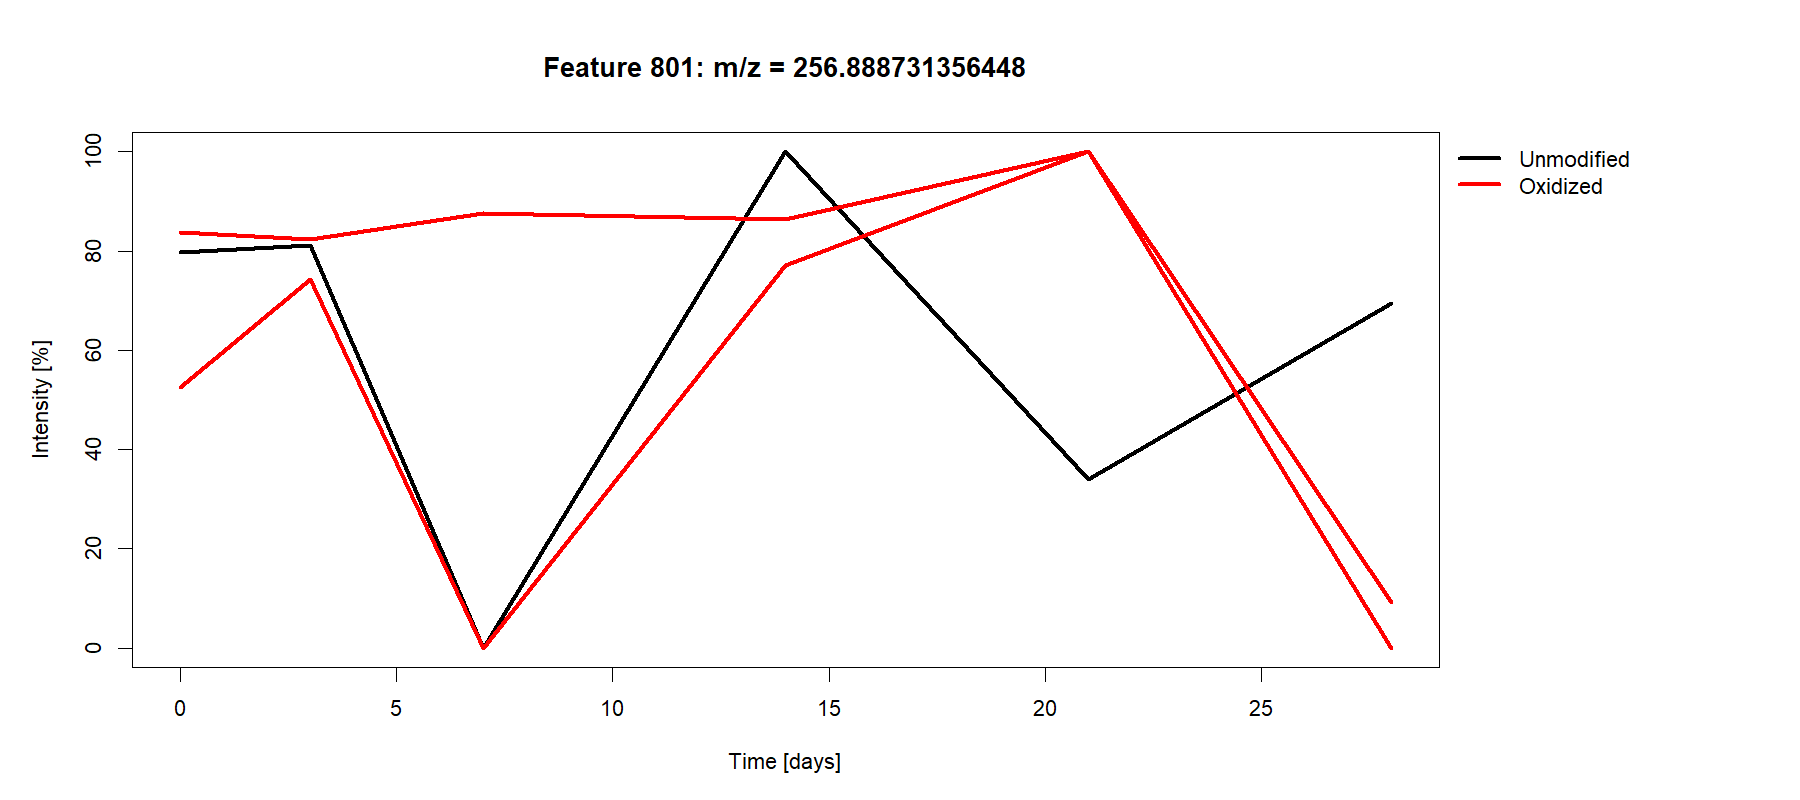 Feature 801: m/z = 256.888731356448
Unmodified
Oxidized
100
80
60
40
20
0
Intensity [%]
0 5 10 15 20 25
Time [days]